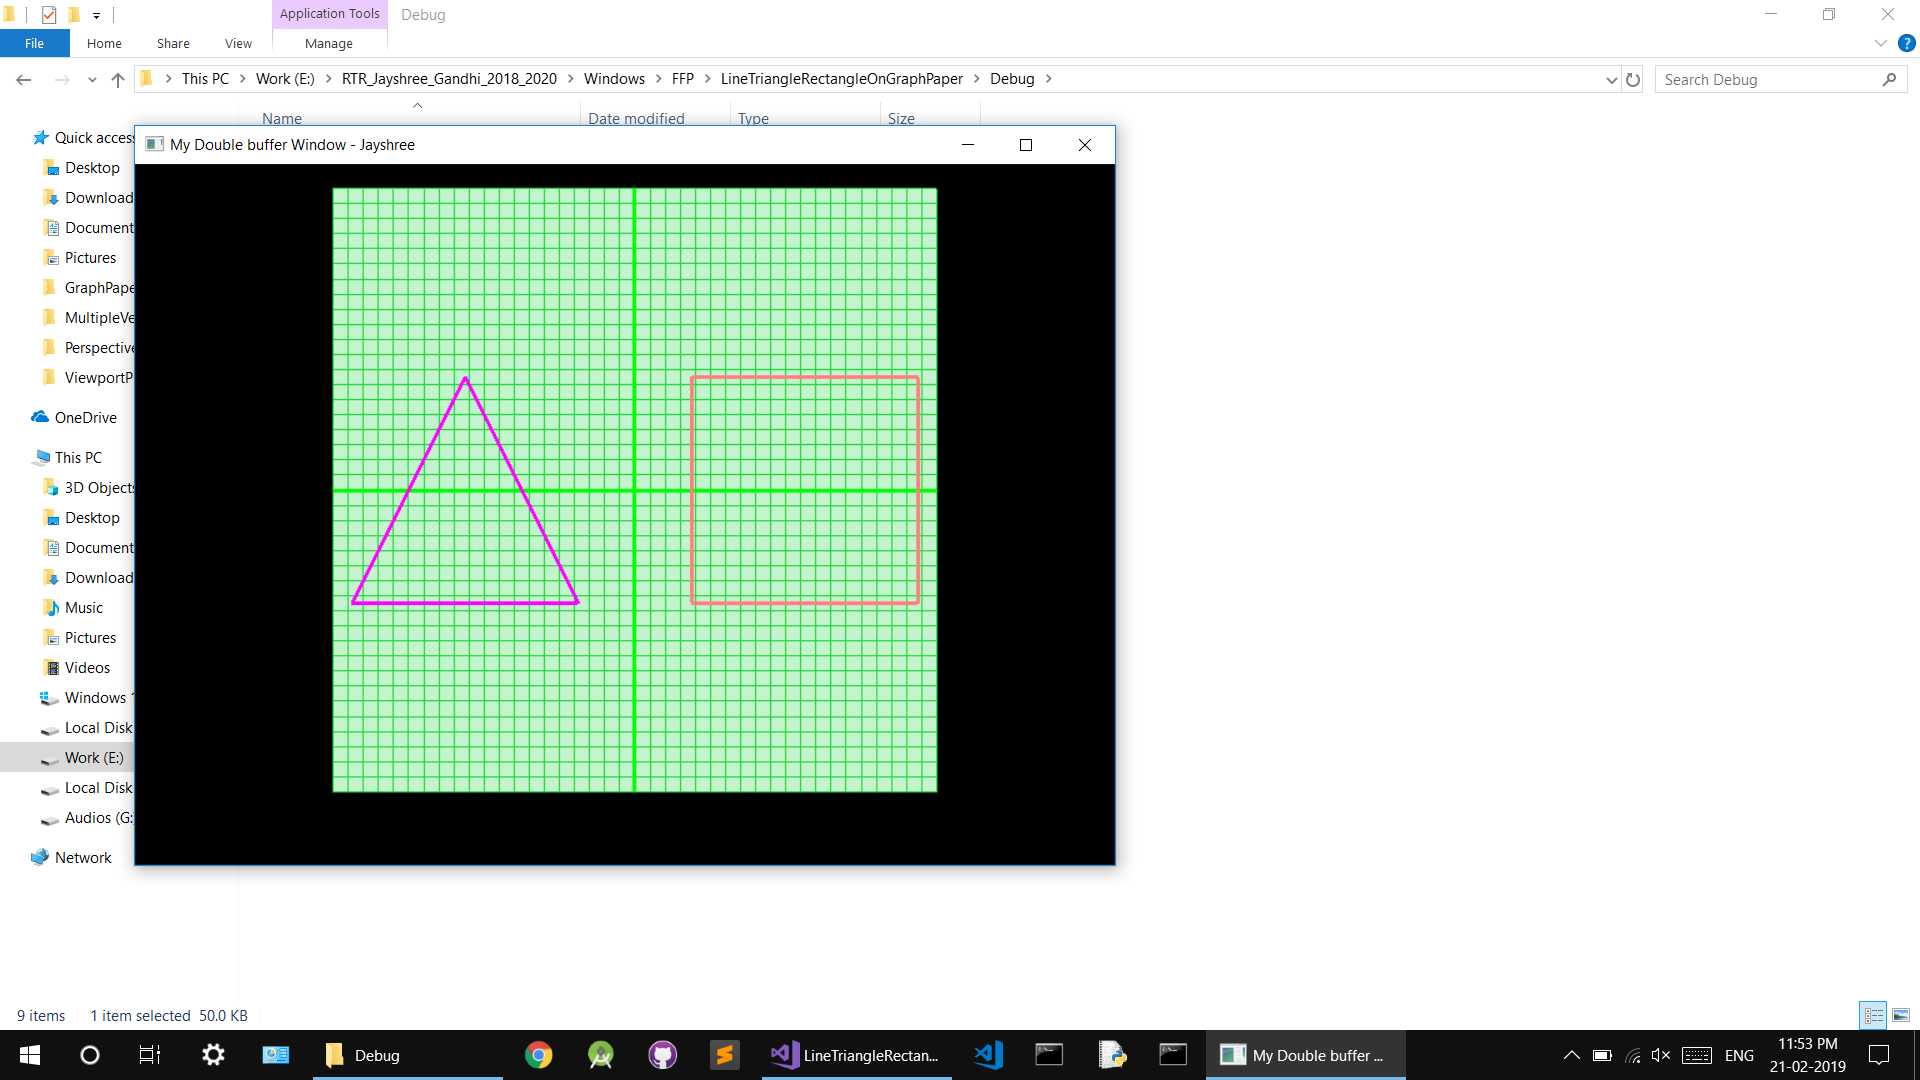 Application Tools Debug
File Home Share View Manage
This PC Work (E:) RTR_Jayshree_Gandhi_2018_2020 Windows FFP LineTriangleRectangleOnGraphPaper Debug Search Debug
Name Date modified Type Size
My Double buffer Window - Jayshree
Quick access
Desktop
Download
Document
Pictures
GraphPape
MultipleVe
Perspective
ViewportP
OneDrive
This PC
3D Objects
Desktop
Document
Download
Music
Pictures
Videos
Windows
Local Disk
Work (E:)
Local Disk
Audios (G:
Network
9 items 1 item selected 50.0 KB
Debug LineTriangleRectan... My Double buffer ... ENG 11:53 PM
21-02-2019